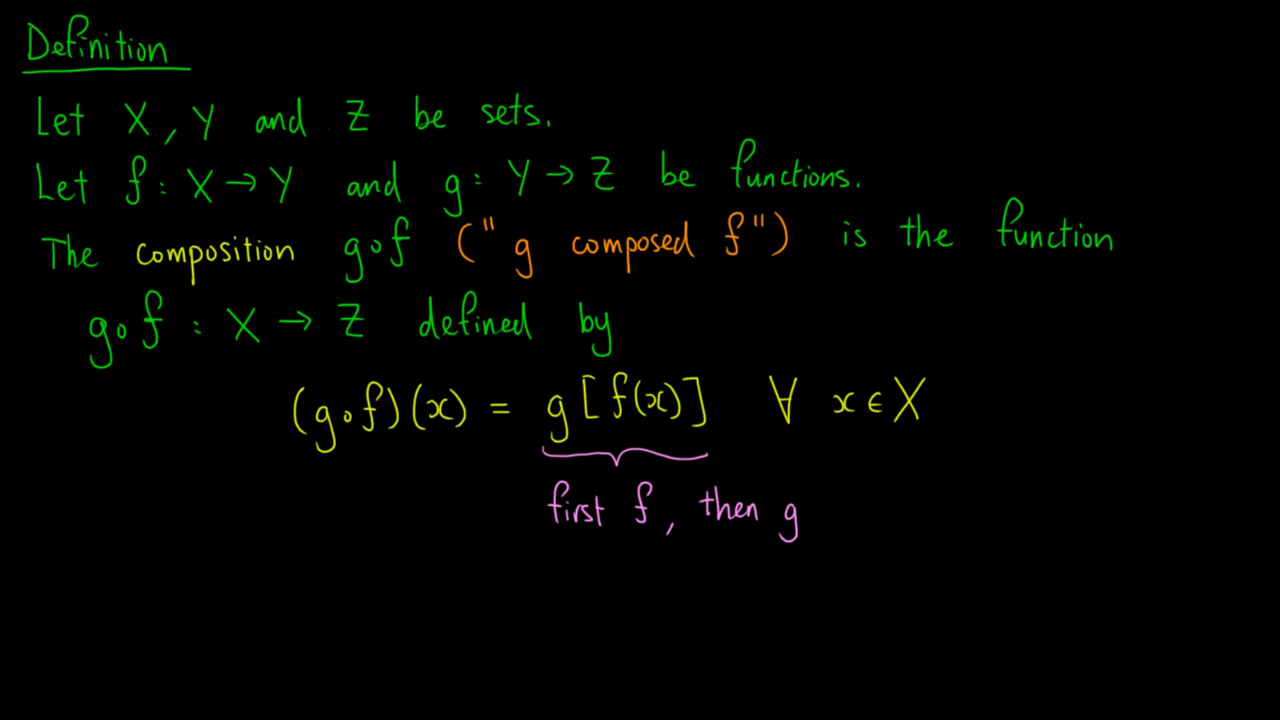 Definition
Let X, Y and Z be sets.
Let f : X → Y and g : Y → Z be functions.
The composition g∘f ("g composed f") is the function
g∘f : X → Z defined by
(g∘f)(x) = g[f(x)] ∀ x ∈ X
first f, then g